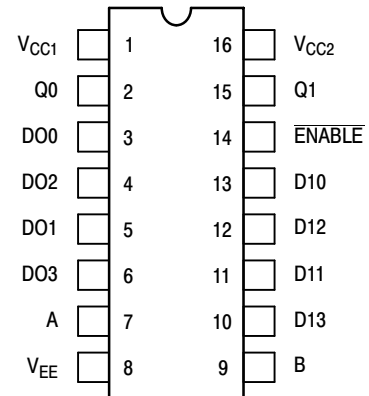 VCC1 1 16 VCC2
Q0 2 15 Q1
DO0 3 14 ENABLE
DO2 4 13 D10
DO1 5 12 D12
DO3 6 11 D11
A 7 10 D13
VEE 8 9 B